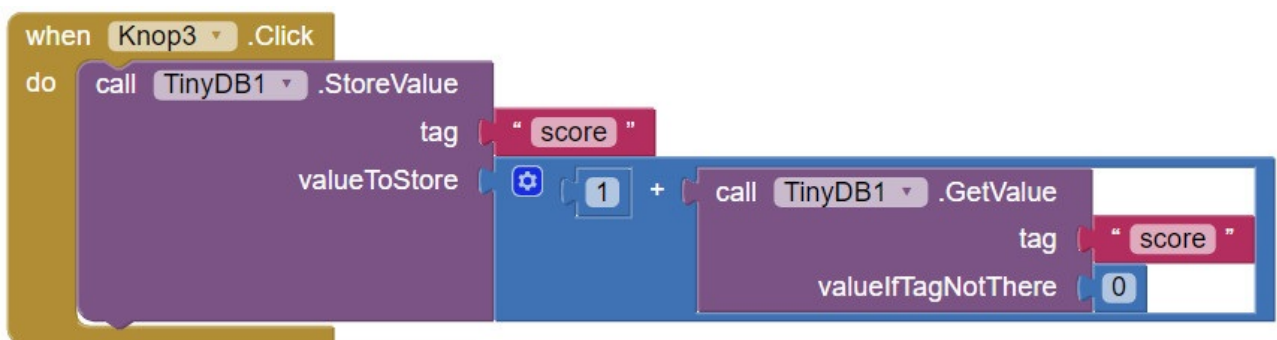 when Knop3 .Click
do call TinyDB1 .StoreValue
tag " score "
valueToStore 1 + call TinyDB1 .GetValue
tag " score "
valueIfTagNotThere 0